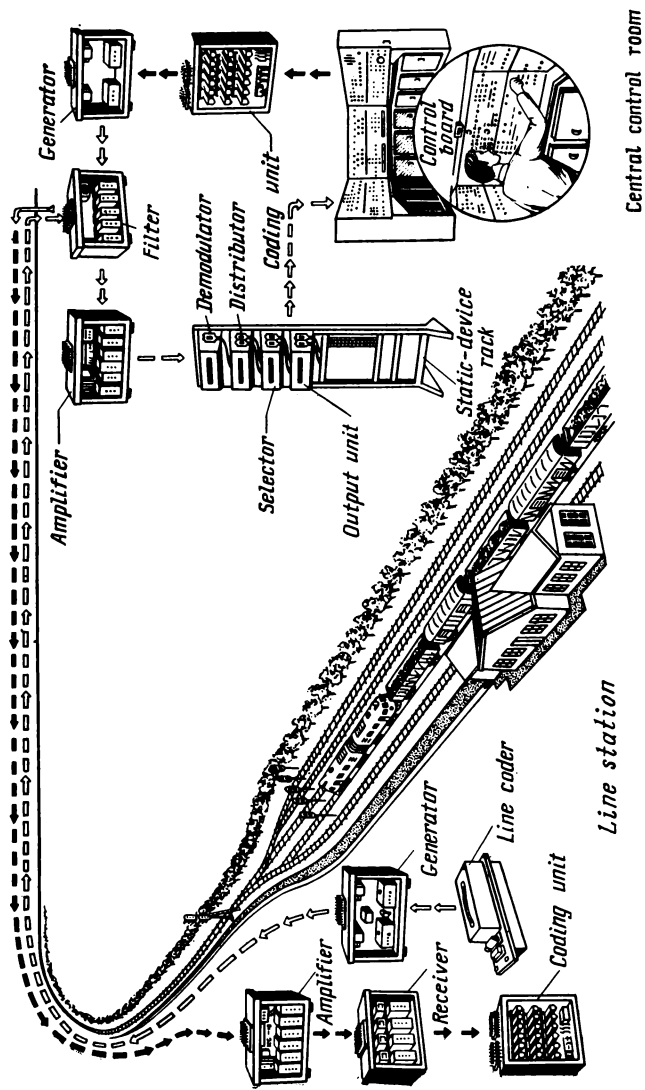 Amplifier
Generator
Filter
Demodulator
Distributor
Coding unit
Selector
Output unit
Static-device
rack
Control
board
Central control room
Amplifier
Generator
Receiver
Line coder
Coding unit
Line station